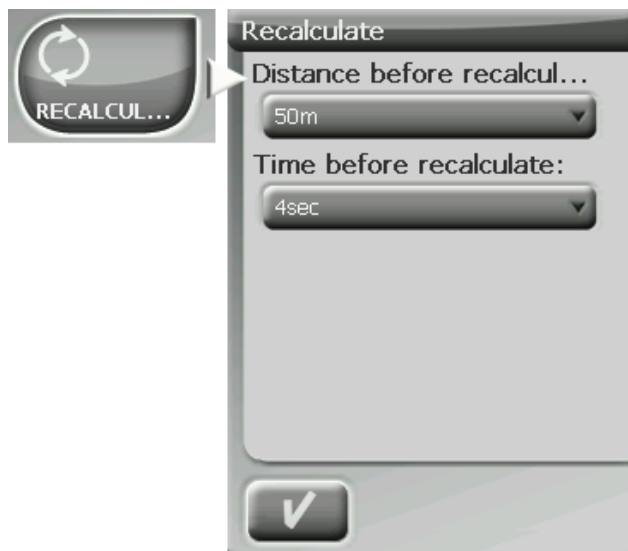 RECALCUL...
Recalculate
Distance before recalcul...
50m
Time before recalculate:
4sec